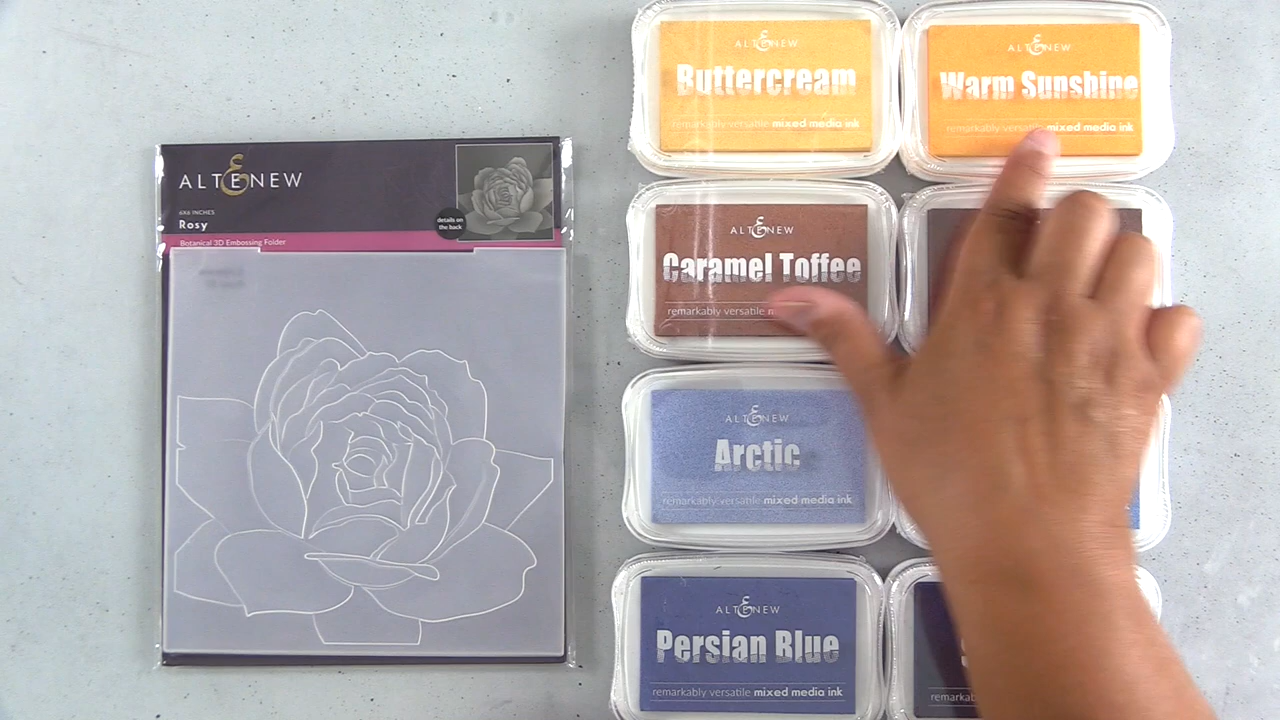 ALTENEW
6X6 INCHES
Rosy
details on
the back
Botanical 3D Embossing Folder
ALTENEW
Buttercream
remarkably versatile mixed media ink
ALTENEW
Warm Sunshine
remarkably versatile mixed media ink
ALTENEW
Caramel Toffee
remarkably versatile
ALTENEW
Arctic
remarkably versatile mixed media ink
ALTENEW
Persian Blue
remarkably versatile mixed media ink